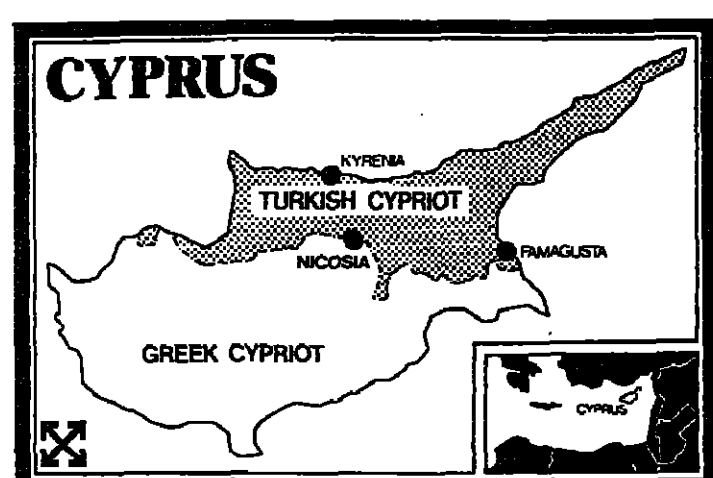 CYPRUS
KYRENIA
TURKISH CYPRIOT
NICOSIA
FAMAGUSTA
GREEK CYPRIOT
CYPRUS